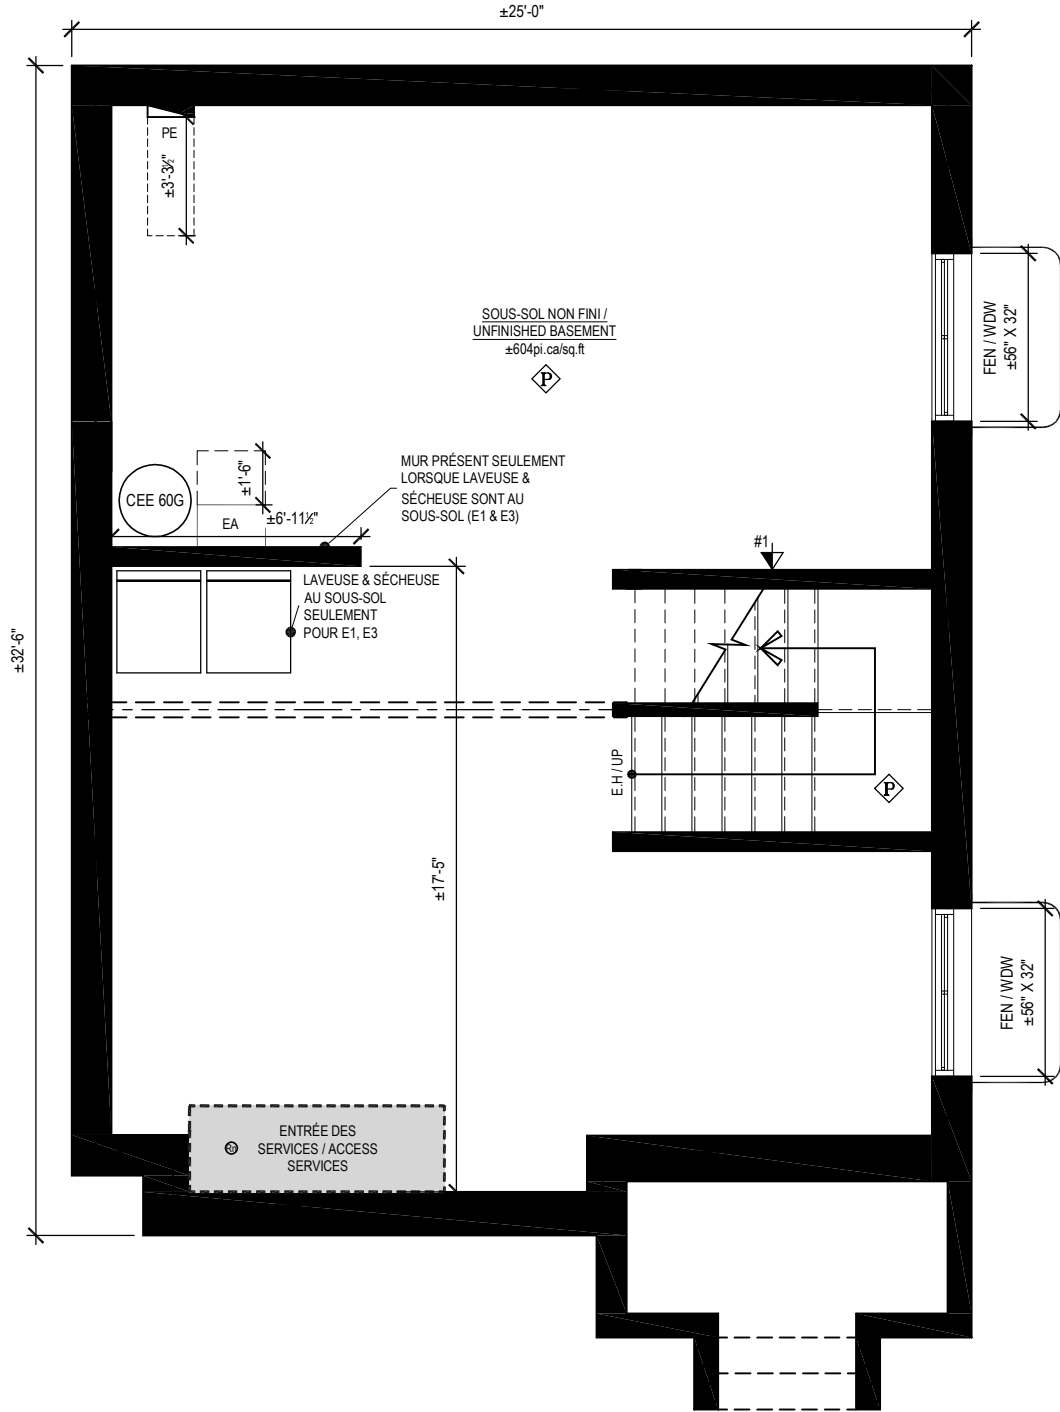 ±25'-0"
PE
±3'-3½"
SOUS-SOL NON FINI /
UNFINISHED BASEMENT
±604pi.ca/sq.ft
P
FEN / WDW
±56" X 32"
MUR PRÉSENT SEULEMENT
LORSQUE LAVEUSE &
SÉCHEUSE SONT AU
SOUS-SOL (E1 & E3)
CEE 60G
±1'-6"
EA
±6'-11½"
#1
LAVEUSE & SÉCHEUSE
AU SOUS-SOL
SEULEMENT
POUR E1, E3
±32'-6"
E.H / UP
P
±17'-5"
FEN / WDW
±56" X 32"
ENTRÉE DES
SERVICES / ACCESS
SERVICES